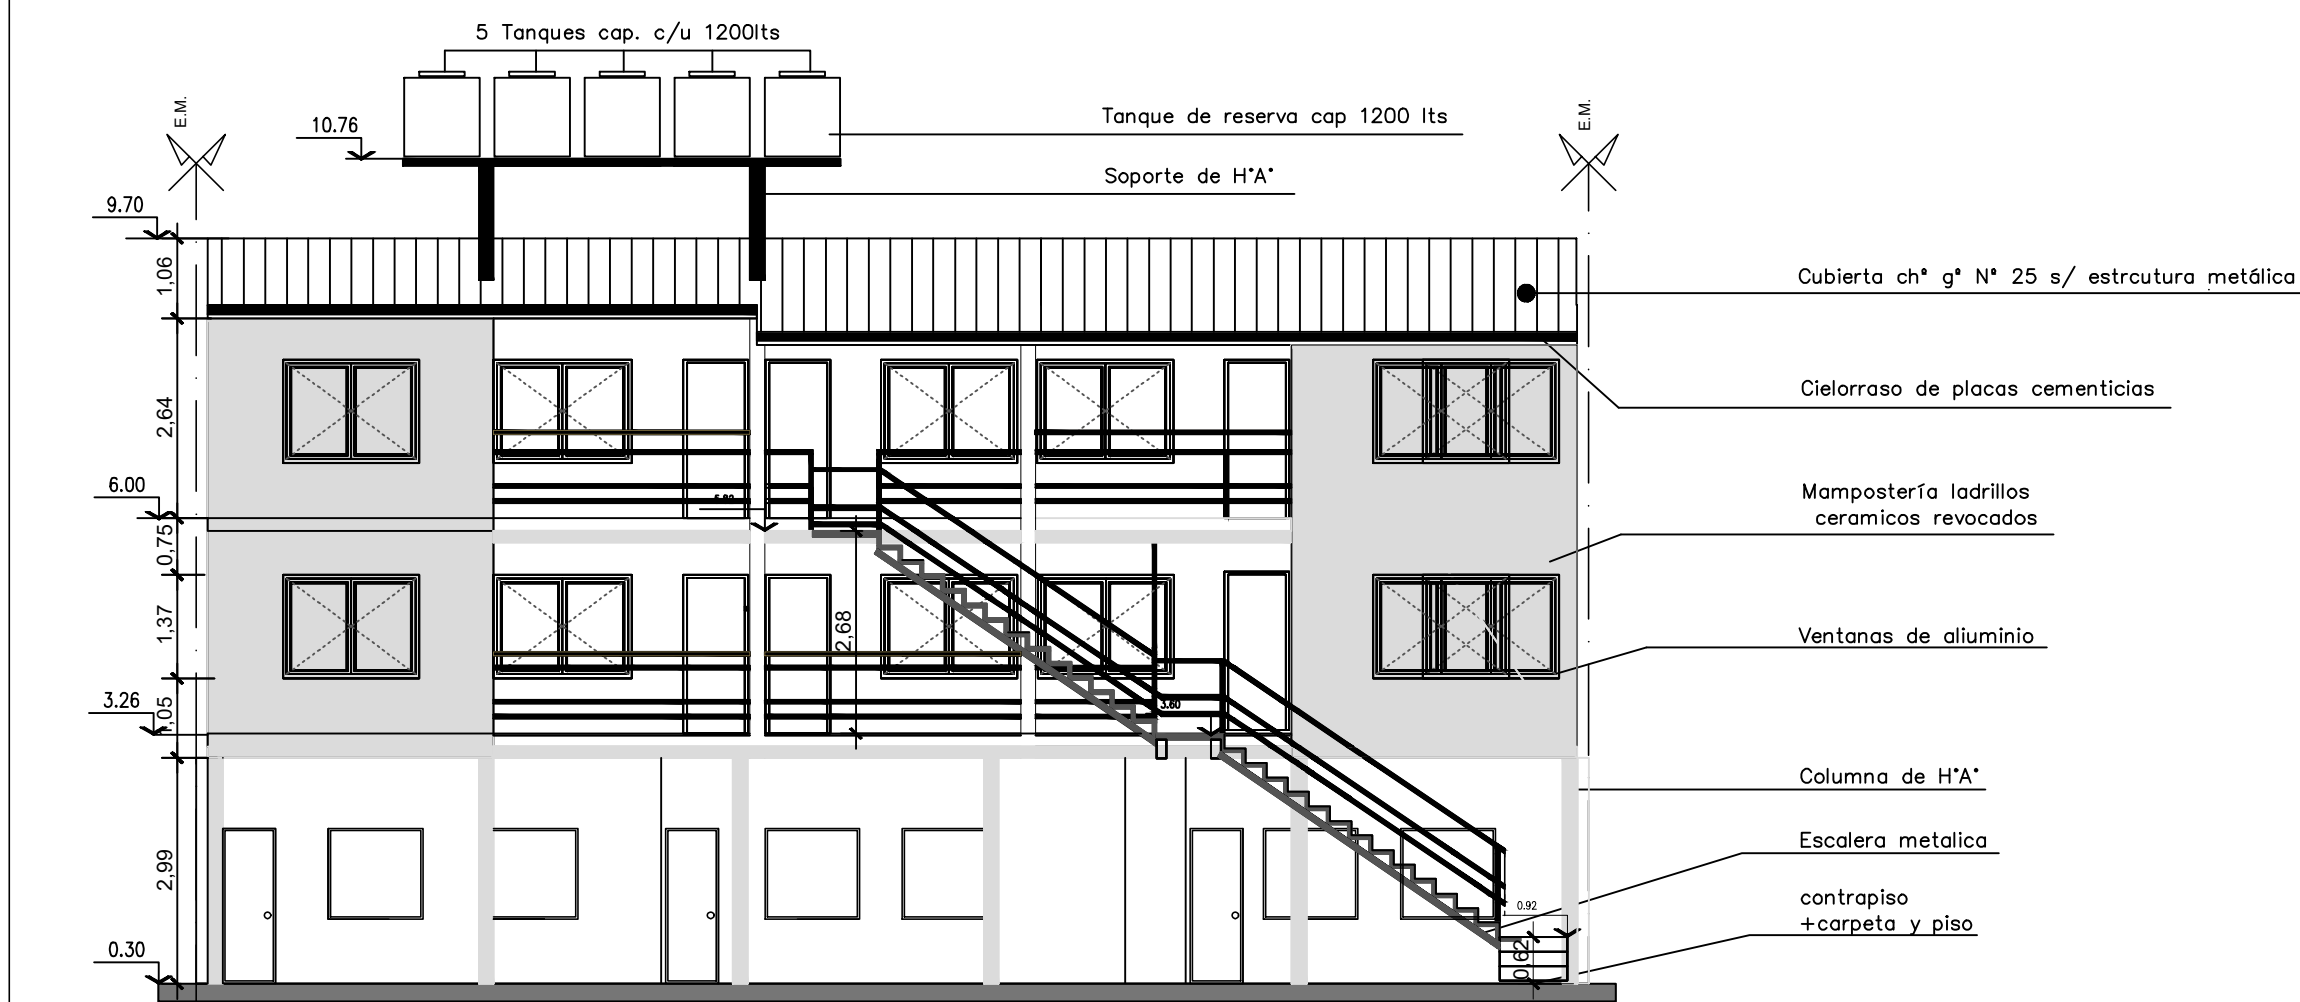 5 Tanques cap. c/u 1200lts
E.M.
E.M.
10.76
Tanque de reserva cap 1200 lts
Soporte de H°A°
9.70
1,06
Cubierta chª gª Nª 25 s/ estrcutura metálica
2,64
Cielorraso de placas cementicias
6.00
Mampostería ladrillos
ceramicos revocados
0,75
1,37
2,68
Ventanas de aliuminio
3.26
1,05
3.60
Columna de H°A°
2,99
Escalera metalica
contrapiso
+carpeta y piso
0.92
0.30
0,62